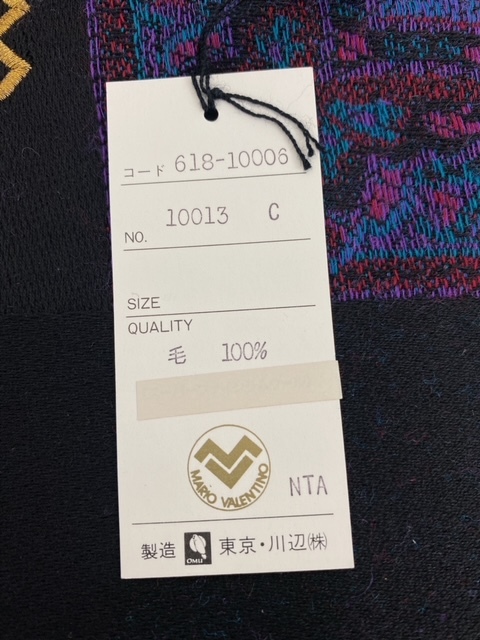 コード 618-10006
10013 C
NO.
SIZE
QUALITY
毛 100%
MARIO VALENTINO
NTA
製造 OMU 東京・川辺㈱